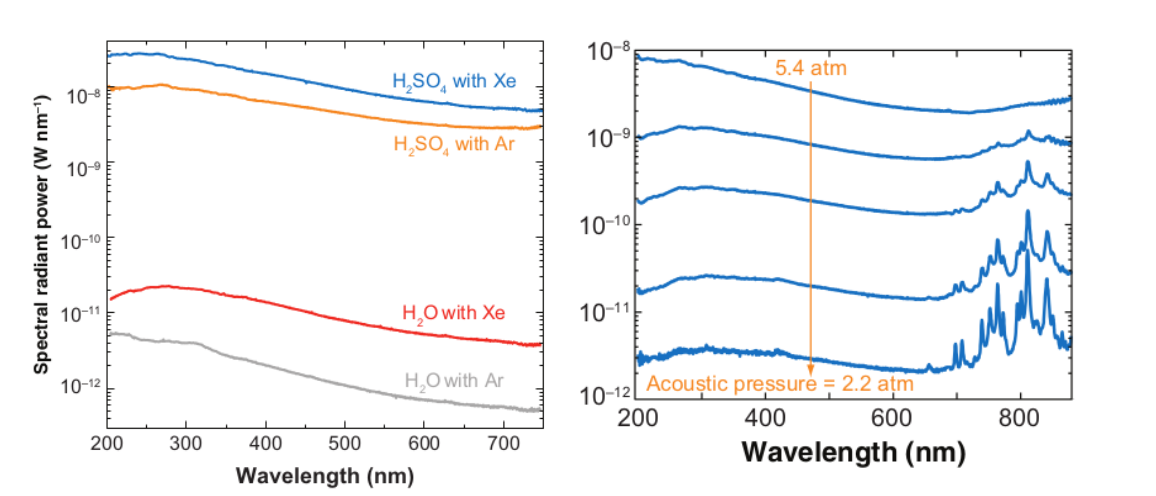 Spectral radiant power (W nm⁻¹)
10⁻⁸
10⁻⁹
10⁻¹⁰
10⁻¹¹
10⁻¹²
H₂SO₄ with Xe
H₂SO₄ with Ar
H₂O with Xe
H₂O with Ar
200 300 400 500 600 700
Wavelength (nm)
10⁻⁸
10⁻⁹
10⁻¹⁰
10⁻¹¹
10⁻¹²
5.4 atm
Acoustic pressure = 2.2 atm
200 400 600 800
Wavelength (nm)